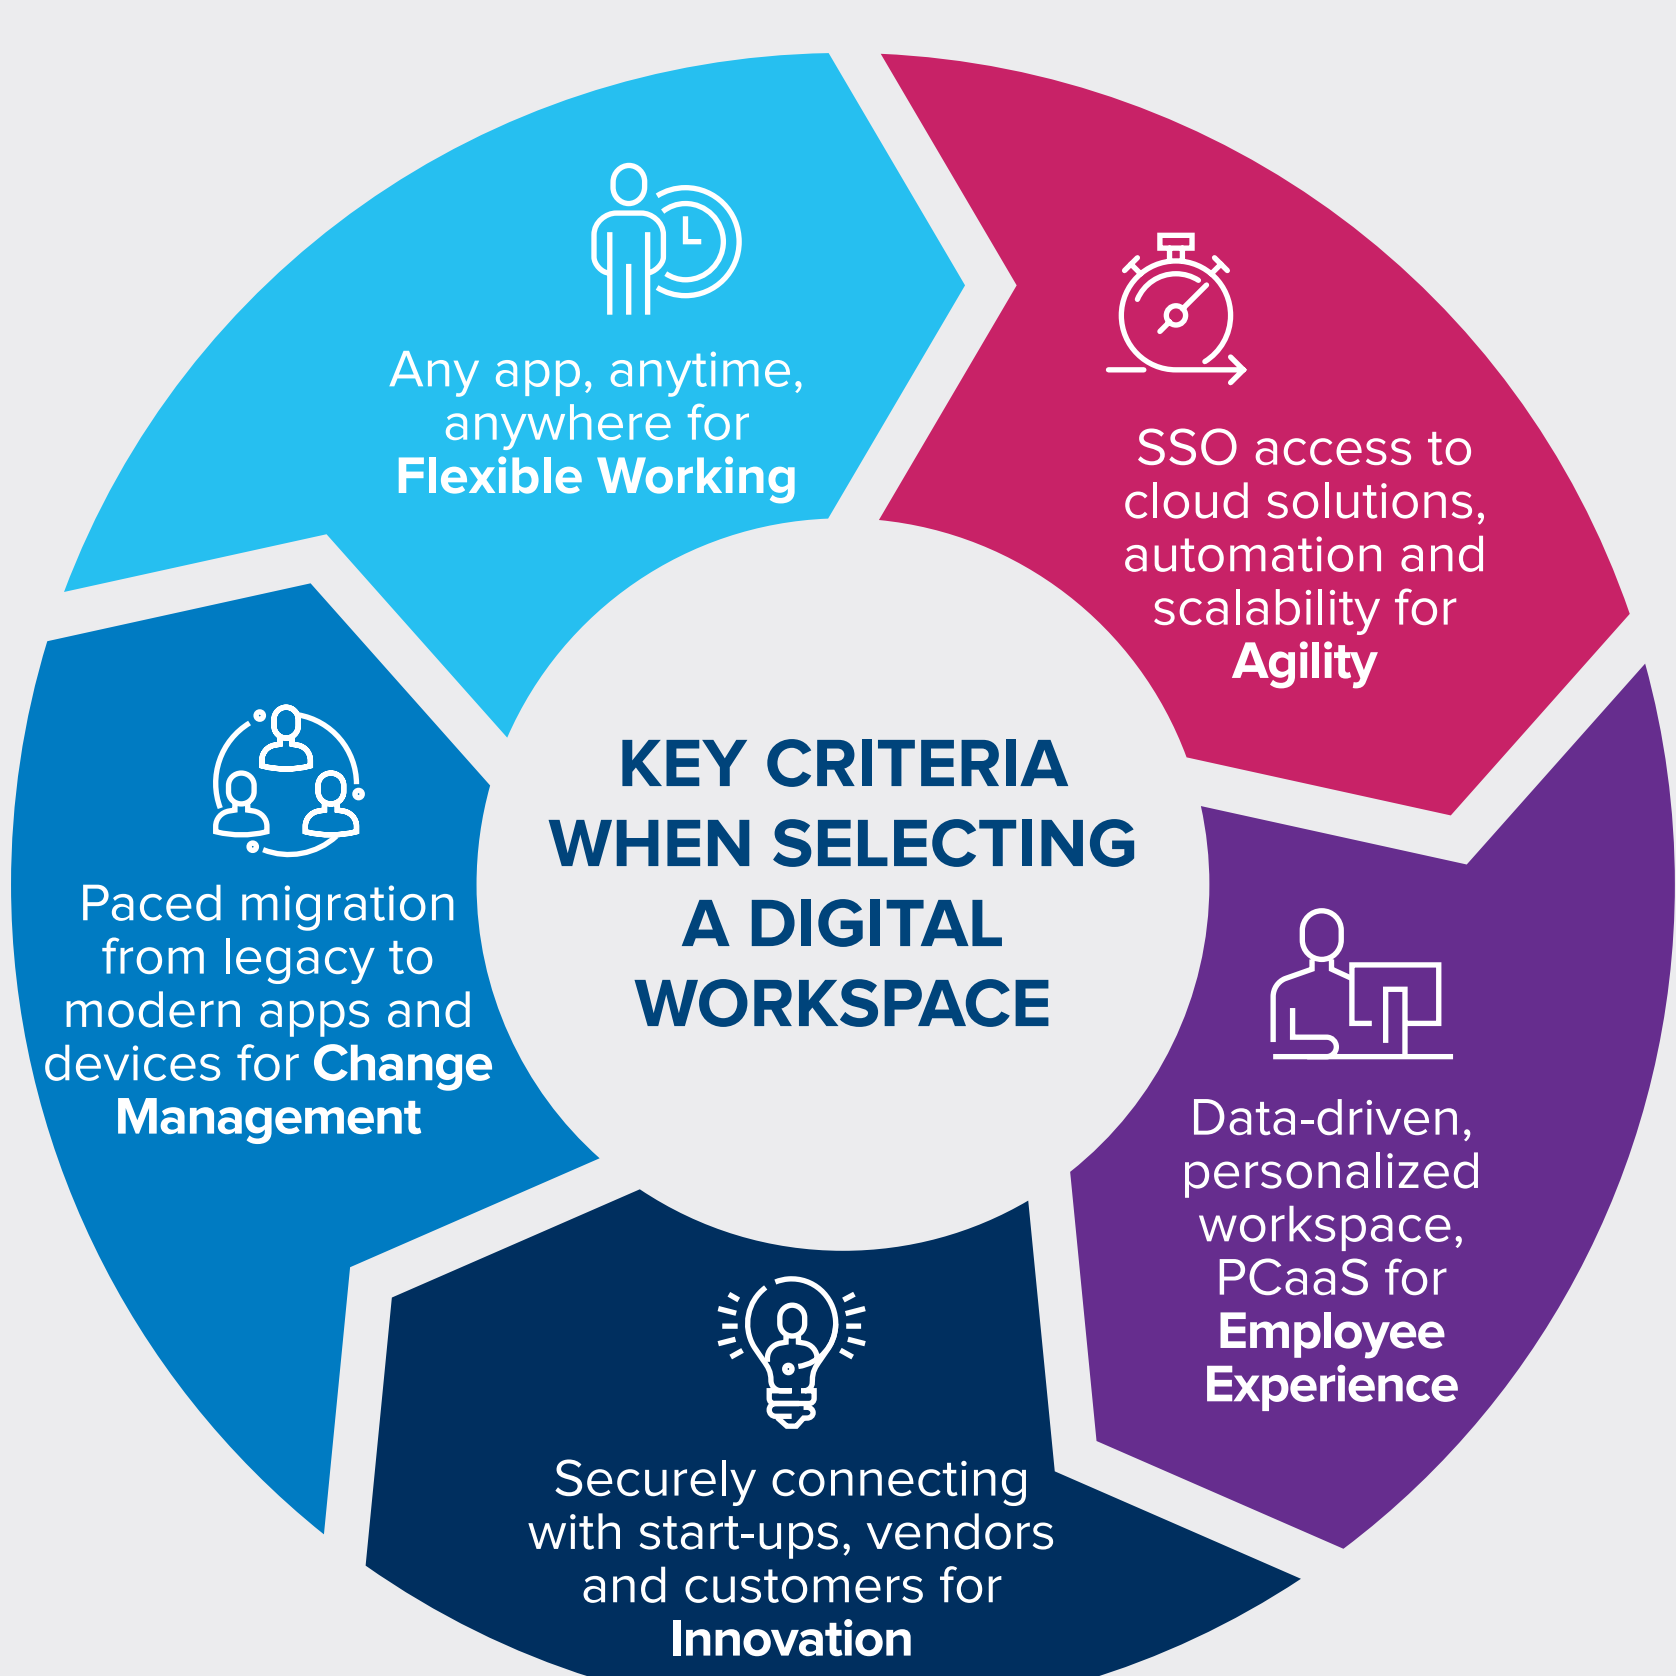 Any app, anytime,
anywhere for
Flexible Working
SSO access to
cloud solutions,
automation and
scalability for
Agility
KEY CRITERIA
WHEN SELECTING
A DIGITAL
WORKSPACE
Paced migration
from legacy to
modern apps and
devices for Change
Management
Data-driven,
personalized
workspace,
PCaaS for
Employee
Experience
Securely connecting
with start-ups, vendors
and customers for
Innovation